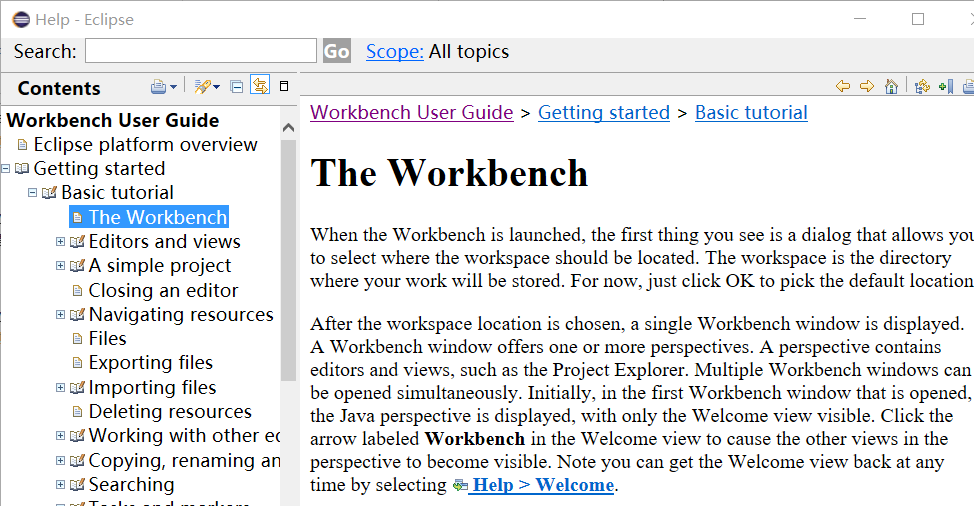 Help - Eclipse
Search: Go Scope: All topics
Contents
Workbench User Guide
Eclipse platform overview
Getting started
Basic tutorial
The Workbench
Editors and views
A simple project
Closing an editor
Navigating resources
Files
Exporting files
Importing files
Deleting resources
Working with other
Copying, renaming
Searching
Tasks and markers
Workbench User Guide > Getting started > Basic tutorial
The Workbench
When the Workbench is launched, the first thing you see is a dialog that allows you
to select where the workspace should be located. The workspace is the directory
where your work will be stored. For now, just click OK to pick the default location
After the workspace location is chosen, a single Workbench window is displayed.
A Workbench window offers one or more perspectives. A perspective contains
editors and views, such as the Project Explorer. Multiple Workbench windows can
be opened simultaneously. Initially, in the first Workbench window that is opened,
the Java perspective is displayed, with only the Welcome view visible. Click the
arrow labeled Workbench in the Welcome view to cause the other views in the
perspective to become visible. Note you can get the Welcome view back at any
time by selecting Help > Welcome.